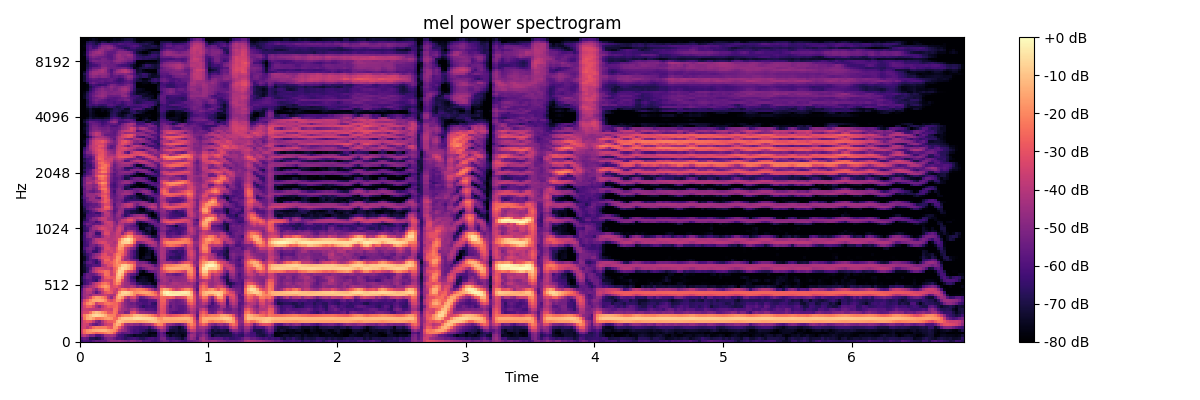 mel power spectrogram
8192
4096
2048
1024
512
0
Hz
0 1 2 3 4 5 6
Time
+0 dB
-10 dB
-20 dB
-30 dB
-40 dB
-50 dB
-60 dB
-70 dB
-80 dB